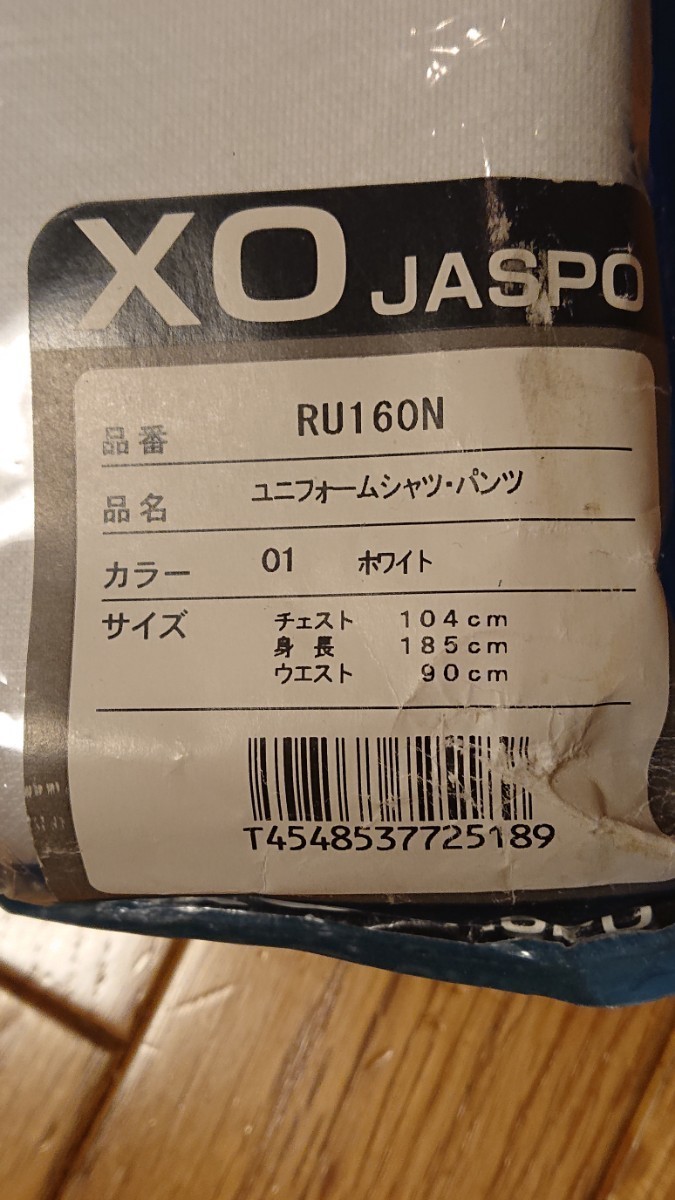 XO JASPO
品番 RU160N
品名 ユニフォームシャツ・パンツ
カラー 01 ホワイト
サイズ チェスト 104cm
身長 185cm
ウエスト 90cm
T4548537725189